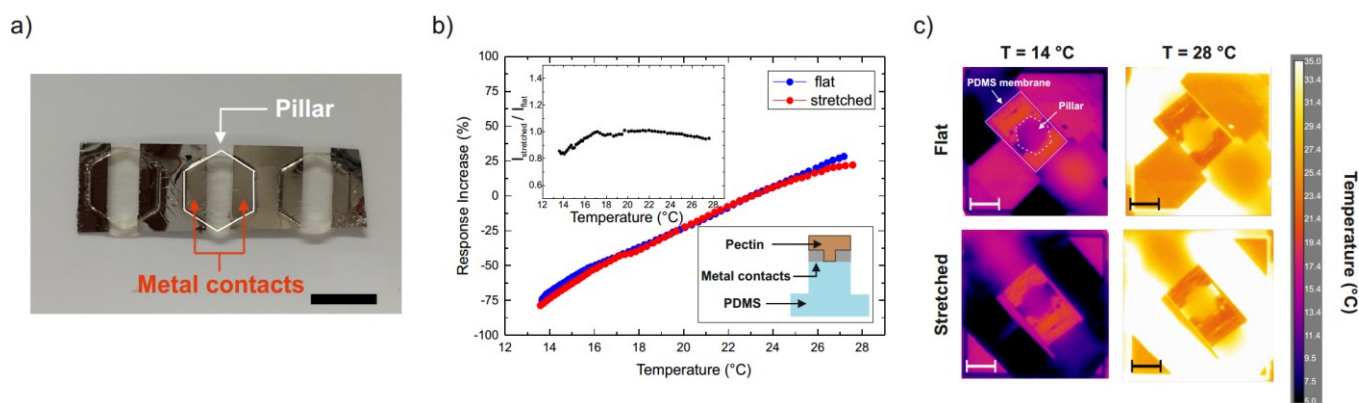 a)
Pillar
Metal contacts
b)
Response Increase (%)
100
75
50
25
0
-25
-50
-75
-100
12
14
16
18
20
22
24
26
28
Temperature (°C)
flat
stretched
I stretched / I flat
1.4
1.2
1.0
0.8
0.6
12 14 16 18 20 22 24 26 28
Temperature (°C)
Pectin
Metal contacts
PDMS
c)
T = 14 °C
T = 28 °C
Flat
Stretched
PDMS membrane
Pillar
35.0
33.4
31.4
29.4
27.4
25.4
23.4
21.4
19.4
17.4
15.4
13.5
11.5
9.5
7.5
5.0
Temperature (°C)